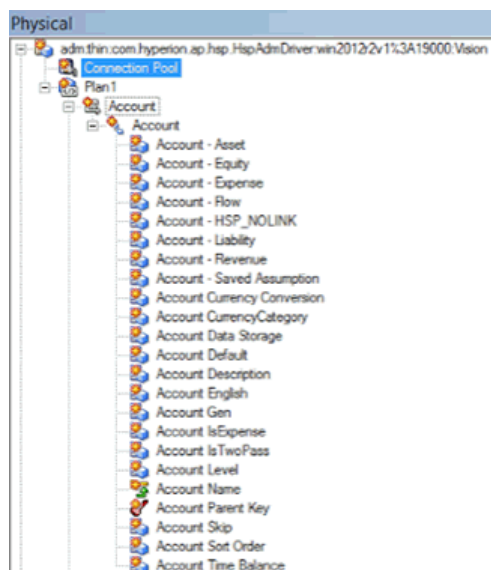 Physical
adm:thin:com.hyperion.ap.hsp.HspAdmDriver:win2012r2v1%3A19000:Vision
Connection Pool
Plan1
Account
Account
Account - Asset
Account - Equity
Account - Expense
Account - Flow
Account - HSP_NOLINK
Account - Liability
Account - Revenue
Account - Saved Assumption
Account Currency Conversion
Account CurrencyCategory
Account Data Storage
Account Default
Account Description
Account English
Account Gen
Account IsExpense
Account IsTwoPass
Account Level
Account Name
Account Parent Key
Account Skip
Account Sort Order
Account Time Balance